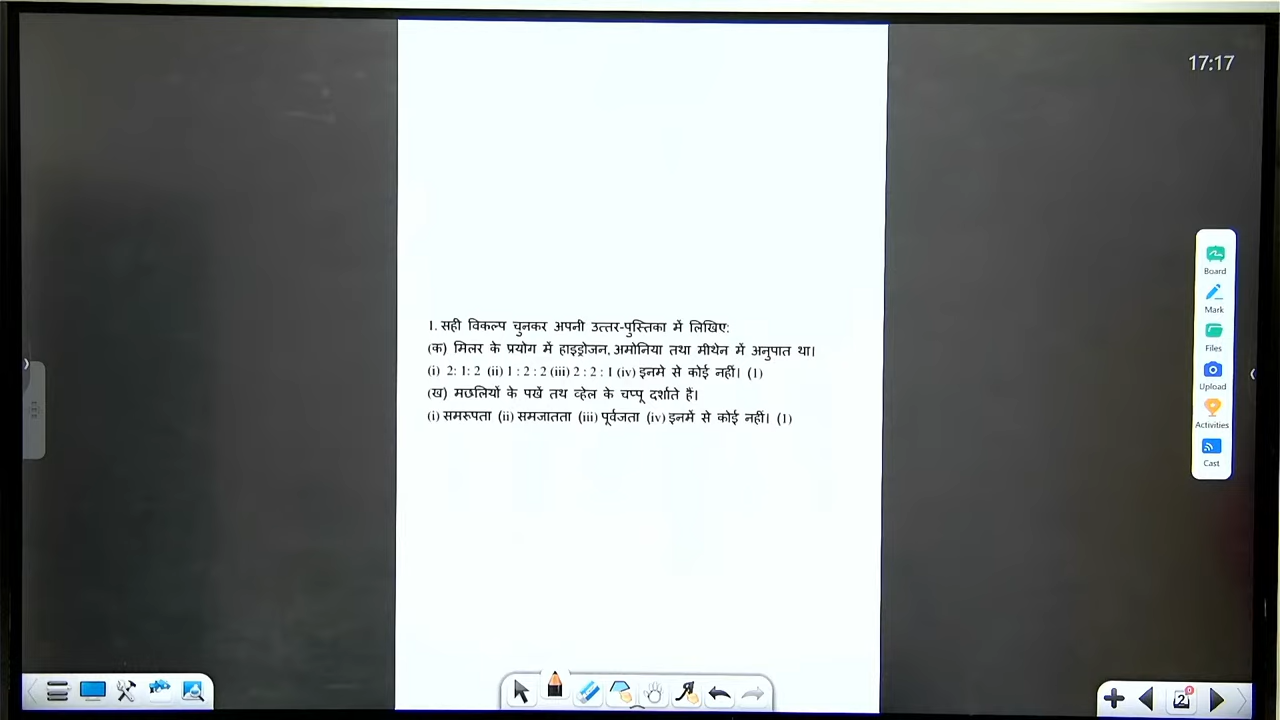 17:17
1. सही विकल्प चुनकर अपनी उत्तर-पुस्तिका में लिखिए:
(क) मिलर के प्रयोग में हाइड्रोजन, अमोनिया तथा मीथेन में अनुपात था।
(i) 2: 1: 2 (ii) 1 : 2 : 2 (iii) 2 : 2 : 1 (iv) इनमे से कोई नहीं। (1)
(ख) मछलियों के पखें तथ व्हेल के चप्पू दर्शाते हैं।
(i) समरूपता (ii) समजातता (iii) पूर्वजता (iv) इनमें से कोई नहीं। (1)
Board
Mark
Files
Upload
Activities
Cast
2